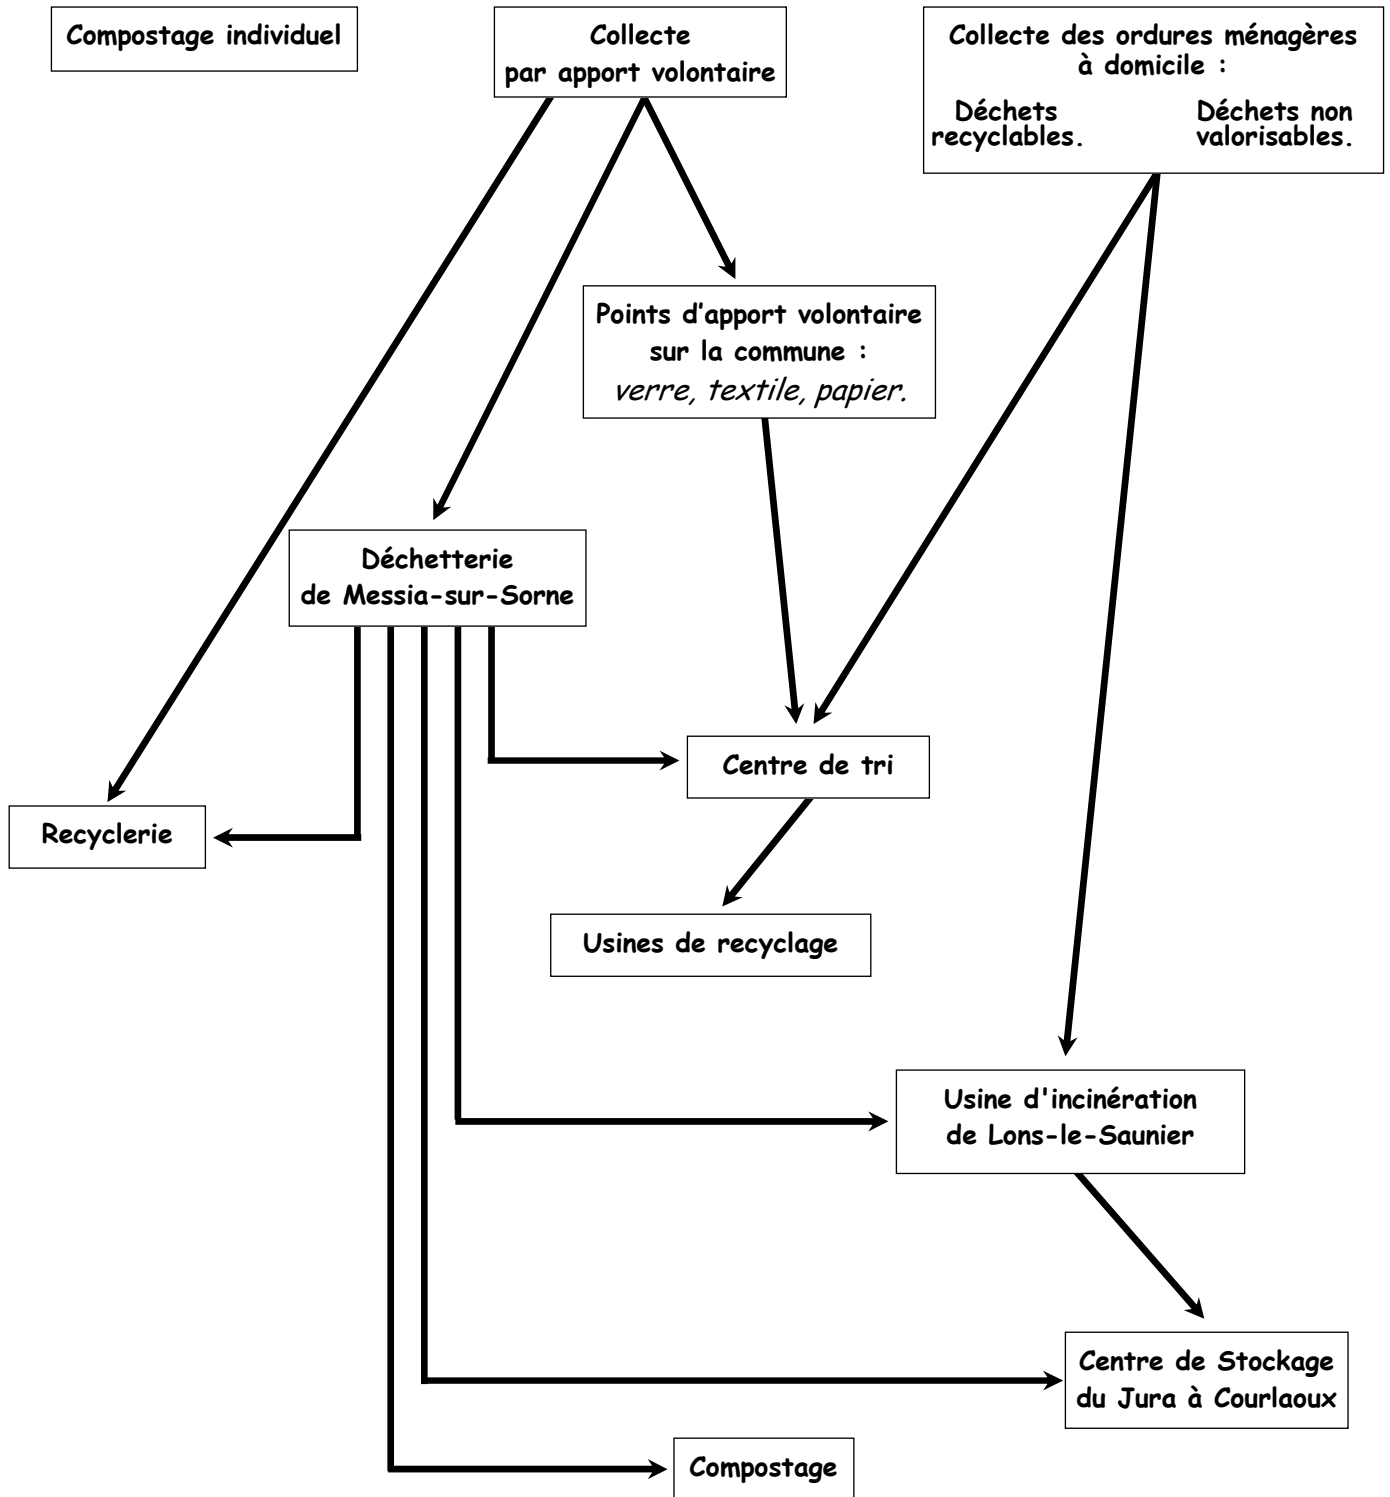 Compostage individuel
Collecte
par apport volontaire
Collecte des ordures ménagères
à domicile :
Déchets
recyclables.
Déchets non
valorisables.
Points d’apport volontaire
sur la commune :
verre, textile, papier.
Déchetterie
de Messia-sur-Sorne
Centre de tri
Recyclerie
Usines de recyclage
Usine d'incinération
de Lons-le-Saunier
Centre de Stockage
du Jura à Courlaoux
Compostage